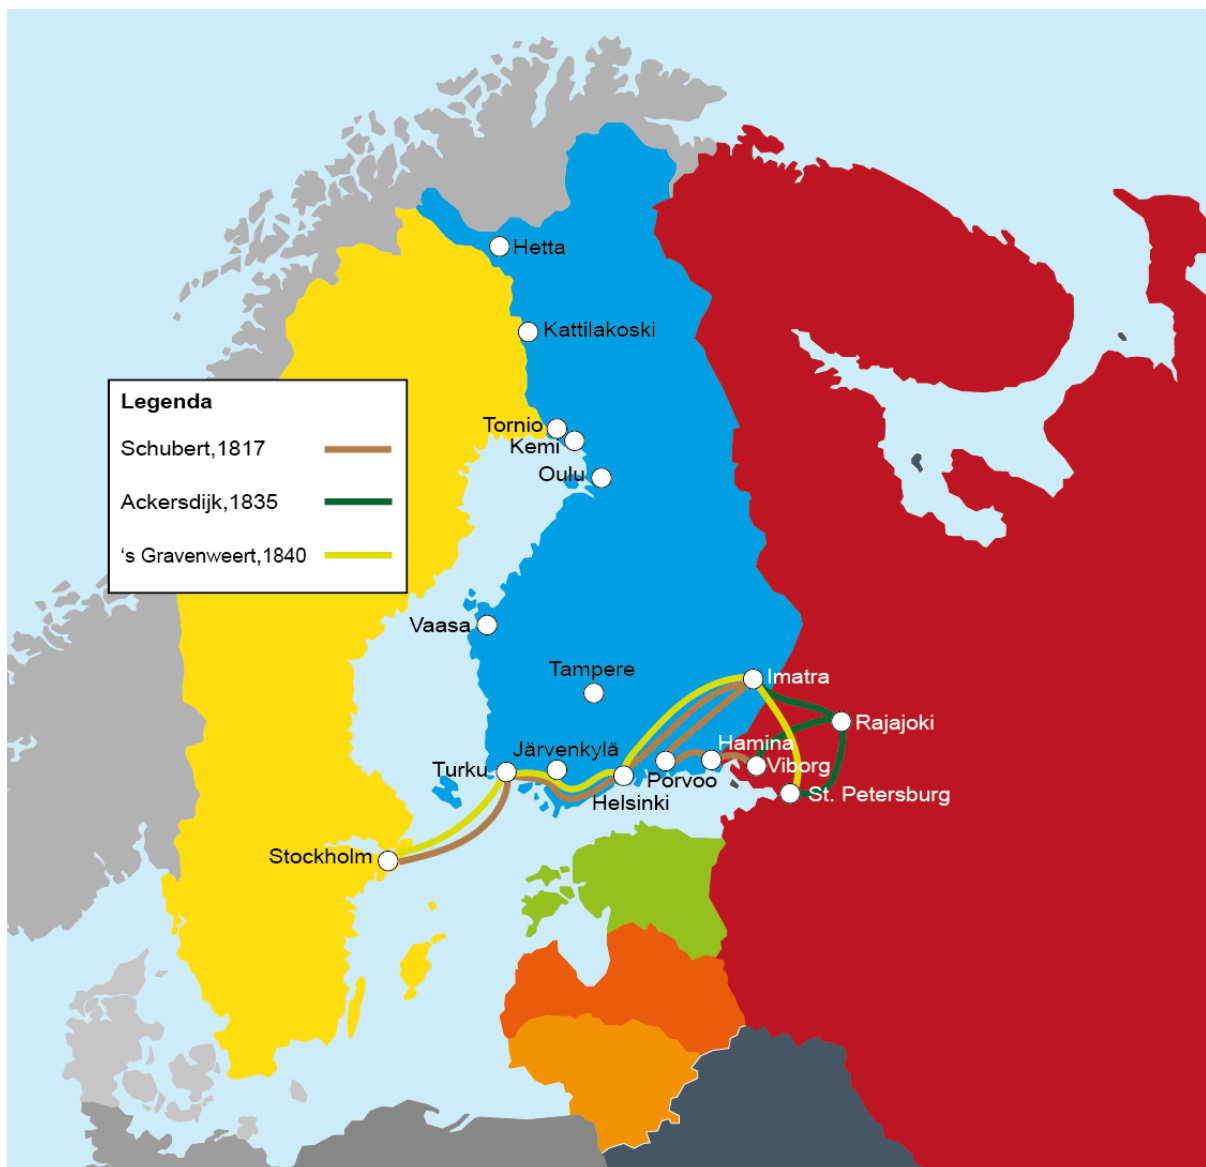 Hetta
Kattilakoski
Legenda
Schubert,1817
Ackersdijk,1835
‘s Gravenweert,1840
Tornio
Kemi
Oulu
Vaasa
Tampere
Imatra
Rajajoki
Hamina
Järvenkylä
Viborg
Turku
Porvoo
Helsinki
St. Petersburg
Stockholm